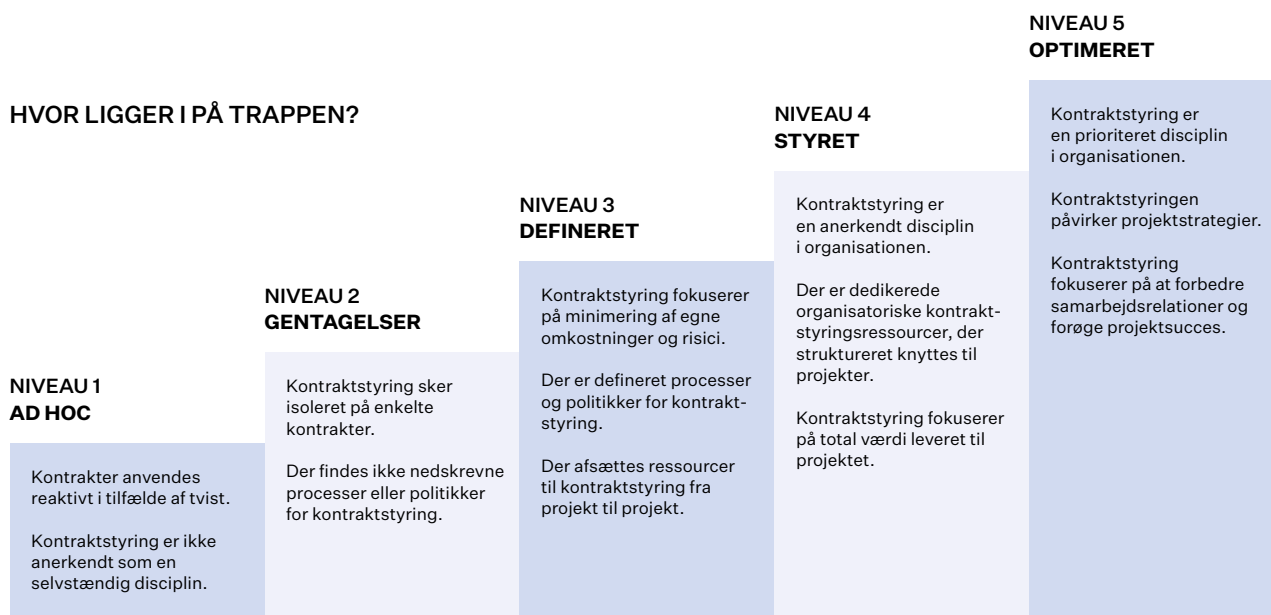 HVOR LIGGER I PÅ TRAPPEN?
NIVEAU 1
AD HOC
Kontrakter anvendes
reaktivt i tilfælde af tvist.
Kontraktstyring er ikke
anerkendt som en
selvstændig disciplin.
NIVEAU 2
GENTAGELSER
Kontraktstyring sker
isoleret på enkelte
kontrakter.
Der findes ikke nedskrevne
processer eller politikker
for kontraktstyring.
NIVEAU 3
DEFINERET
Kontraktstyring fokuserer
på minimering af egne
omkostninger og risici.
Der er defineret processer
og politikker for kontrakt-
styring.
Der afsættes ressourcer
til kontraktstyring fra
projekt til projekt.
NIVEAU 4
STYRET
Kontraktstyring er
en anerkendt disciplin
i organisationen.
Der er dedikerede
organisatoriske kontrakt-
styringsressourcer, der
struktureret knyttes til
projekter.
Kontraktstyring fokuserer
på total værdi leveret til
projektet.
NIVEAU 5
OPTIMERET
Kontraktstyring er
en prioriteret disciplin
i organisationen.
Kontraktstyringen
påvirker projektstrategier.
Kontraktstyring
fokuserer på at forbedre
samarbejdsrelationer og
forøge projektsucces.